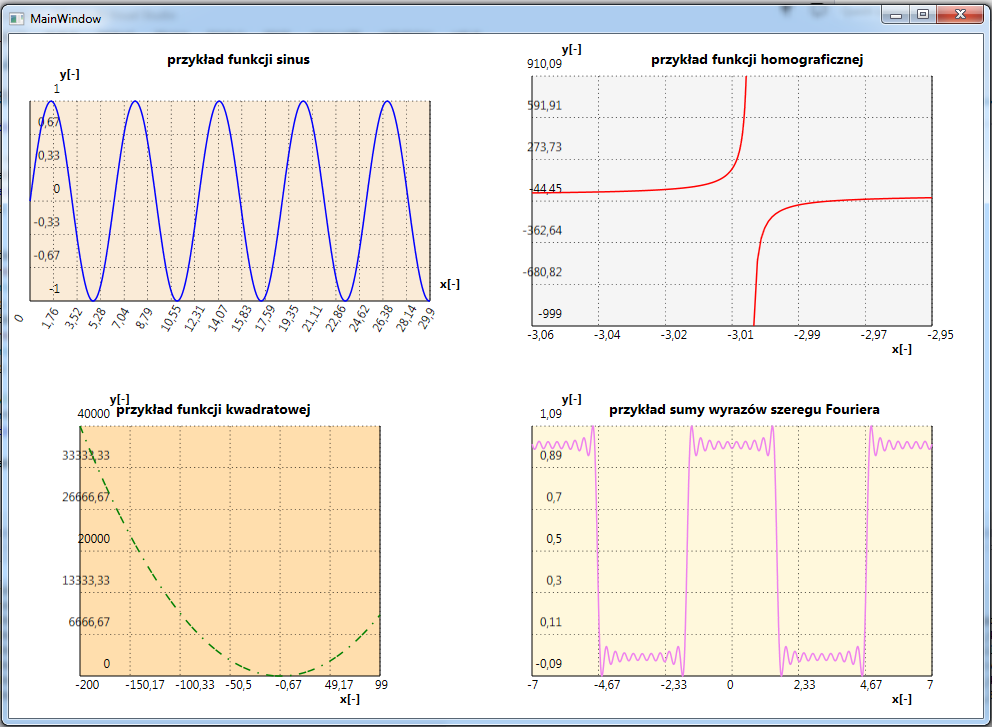 MainWindow
przykład funkcji sinus
y[-]
1
0,67
0,33
0
-0,33
-0,67
-1
x[-]
0 1,76 3,52 5,28 7,04 8,79 10,55 12,31 14,07 15,83 17,59 19,35 21,11 22,86 24,62 26,38 28,14 29,9
y[-]
przykład funkcji homograficznej
910,09
591,91
273,73
-44,45
-362,64
-680,82
-999
-3,06 -3,04 -3,02 -3,01 -2,99 -2,97 -2,95
x[-]
y[-]
przykład funkcji kwadratowej
40000
33333,33
26666,67
20000
13333,33
6666,67
0
-200 -150,17 -100,33 -50,5 -0,67 49,17 99
x[-]
y[-]
przykład sumy wyrazów szeregu Fouriera
1,09
0,89
0,7
0,5
0,3
0,11
-0,09
-7 -4,67 -2,33 0 2,33 4,67 7
x[-]